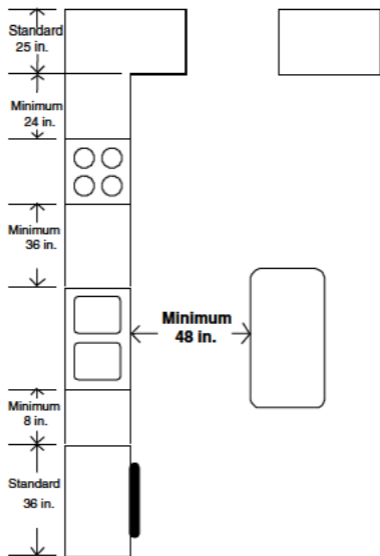 Standard
25 in.
Minimum
24 in.
Minimum
36 in.
Minimum
48 in.
Minimum
8 in.
Standard
36 in.